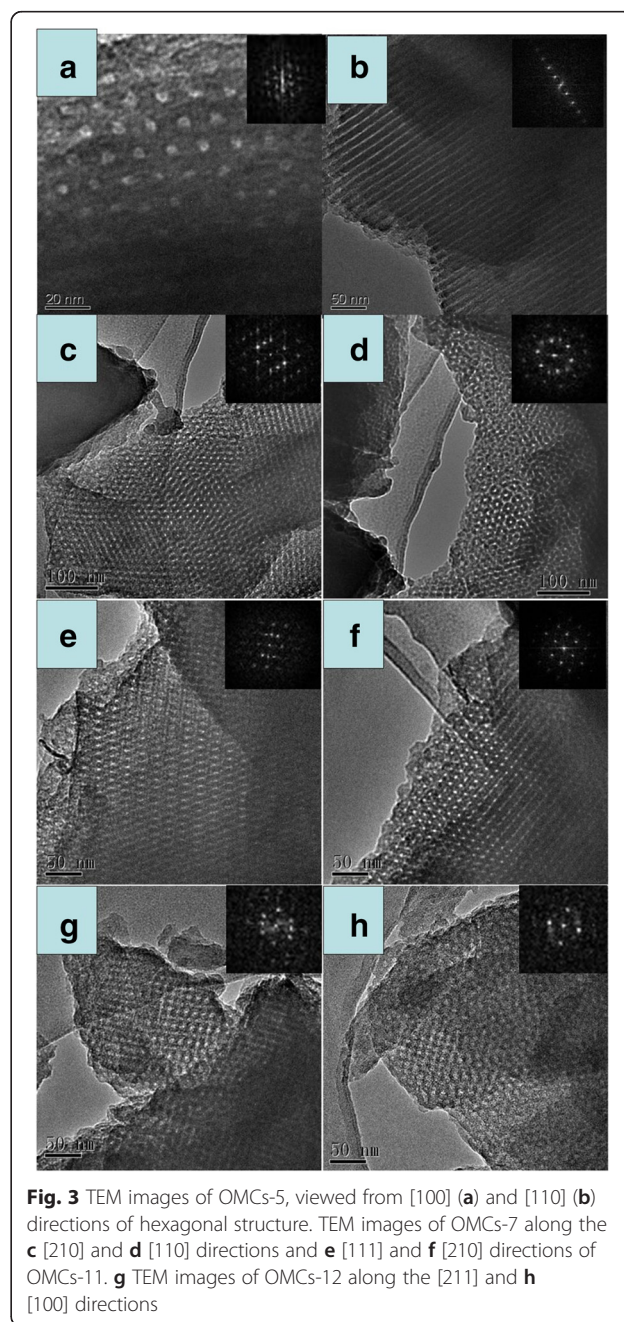 a
b
20 nm
50 nm
c
d
100 nm
100 nm
e
f
50 nm
50 nm
g
h
50 nm
50 nm
Fig. 3 TEM images of OMCs-5, viewed from [100] (a) and [110] (b)
directions of hexagonal structure. TEM images of OMCs-7 along the
c [210] and d [110] directions and e [111] and f [210] directions of
OMCs-11. g TEM images of OMCs-12 along the [211] and h
[100] directions